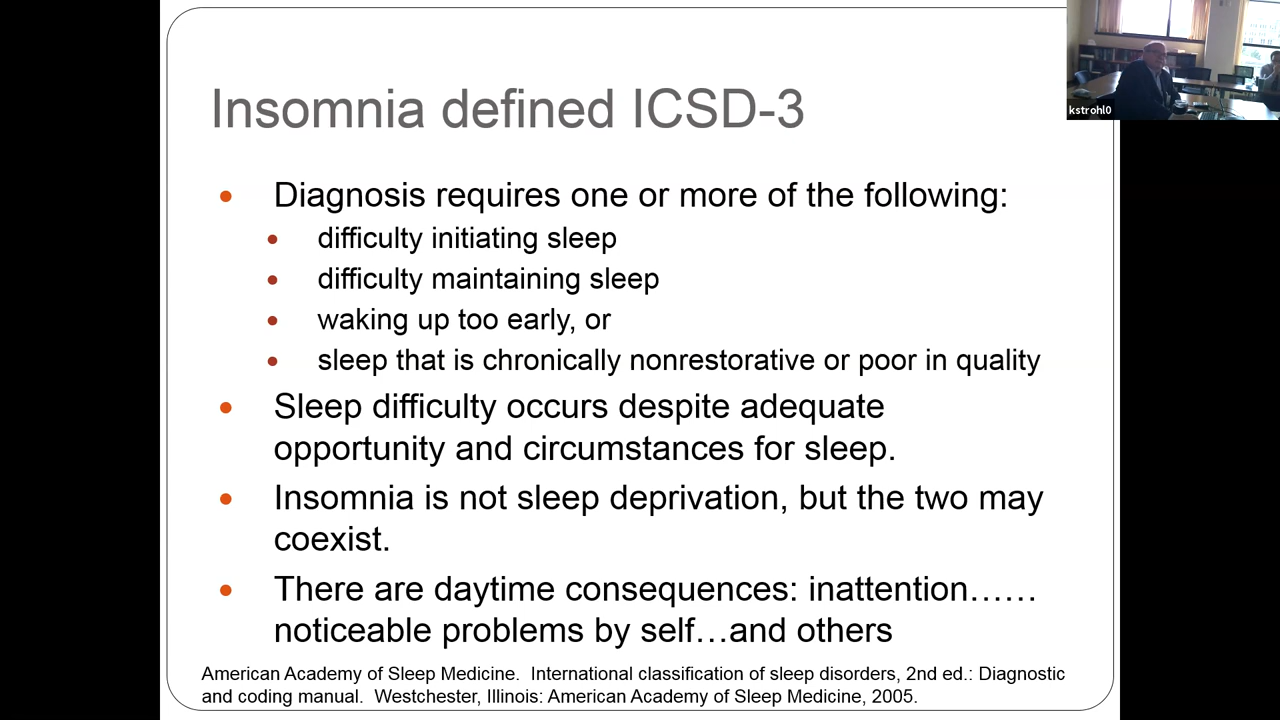 Insomnia defined ICSD-3
kstrohl0
• Diagnosis requires one or more of the following:
• difficulty initiating sleep
• difficulty maintaining sleep
• waking up too early, or
• sleep that is chronically nonrestorative or poor in quality
• Sleep difficulty occurs despite adequate
opportunity and circumstances for sleep.
• Insomnia is not sleep deprivation, but the two may
coexist.
• There are daytime consequences: inattention……
noticeable problems by self…and others
American Academy of Sleep Medicine. International classification of sleep disorders, 2nd ed.: Diagnostic
and coding manual. Westchester, Illinois: American Academy of Sleep Medicine, 2005.